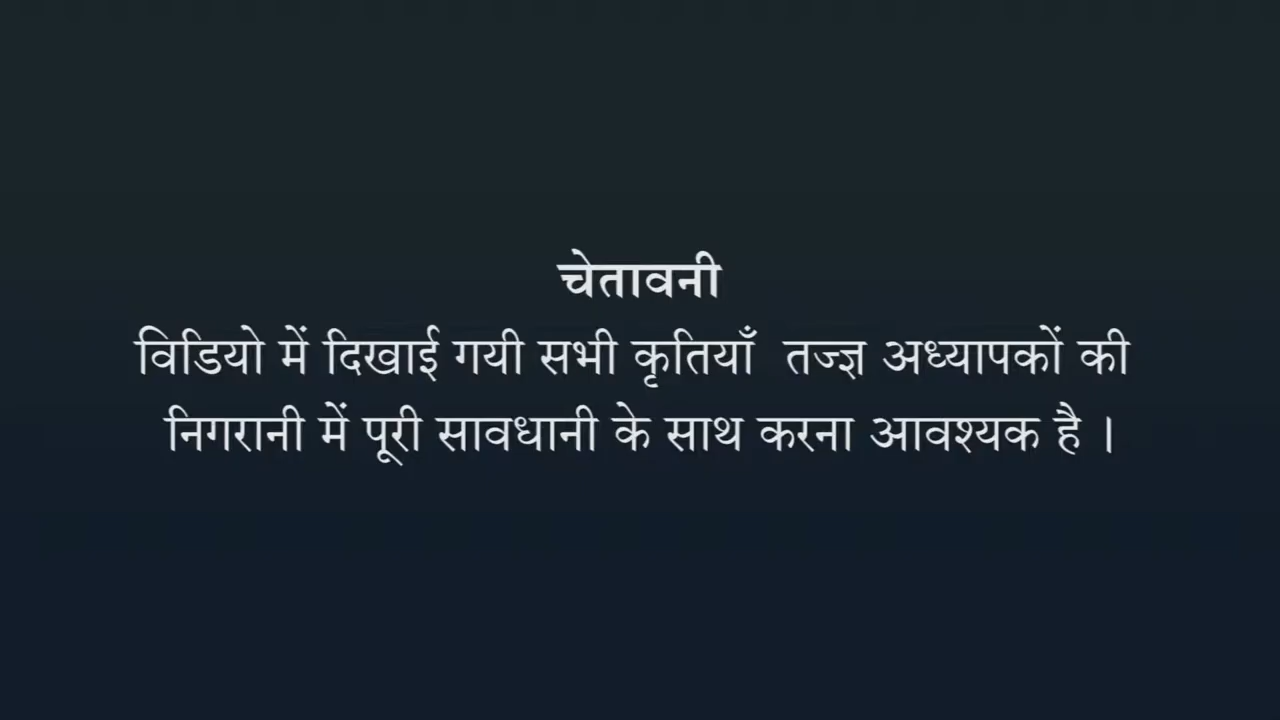 चेतावनी
विडियो में दिखाई गयी सभी कृतियाँ तज्ज्ञ अध्यापकों की
निगरानी में पूरी सावधानी के साथ करना आवश्यक है ।